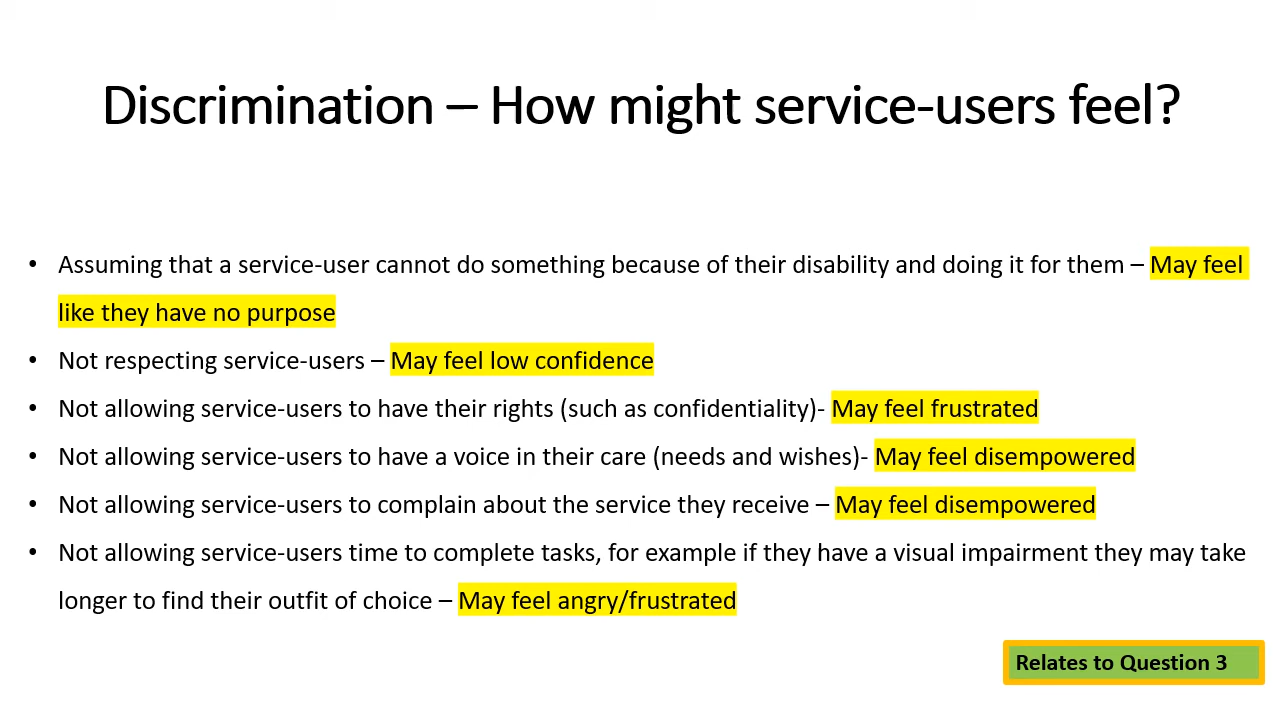 Discrimination – How might service-users feel?
• Assuming that a service-user cannot do something because of their disability and doing it for them – May feel
like they have no purpose
• Not respecting service-users – May feel low confidence
• Not allowing service-users to have their rights (such as confidentiality)- May feel frustrated
• Not allowing service-users to have a voice in their care (needs and wishes)- May feel disempowered
• Not allowing service-users to complain about the service they receive – May feel disempowered
• Not allowing service-users time to complete tasks, for example if they have a visual impairment they may take
longer to find their outfit of choice – May feel angry/frustrated
Relates to Question 3